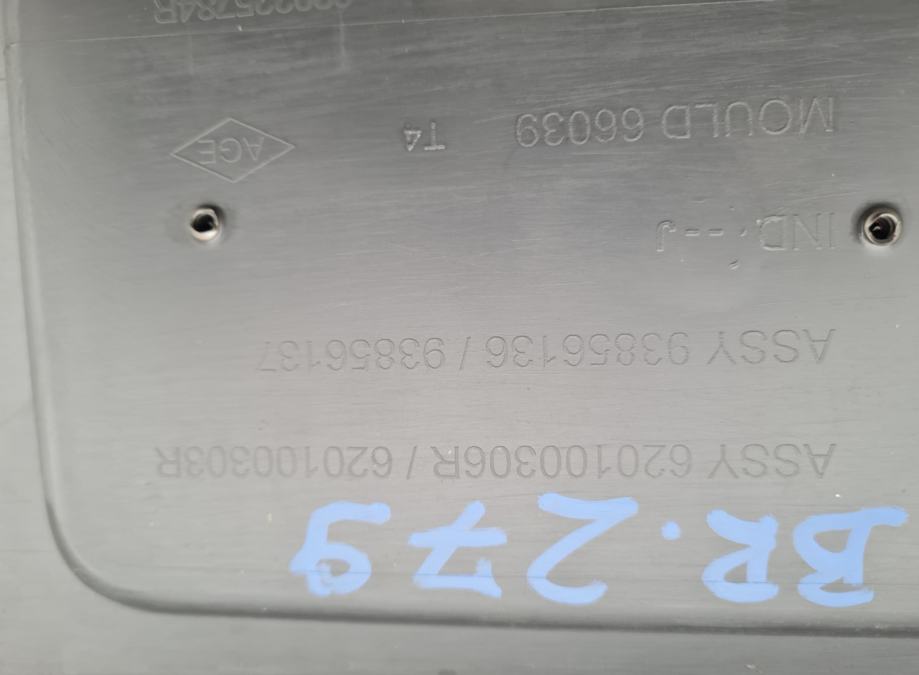 BR.279
ASSY 620100306R / 620100303R
ASSY 93856136 / 93856137
IND. --J
MOULD 66039 T4 AGE